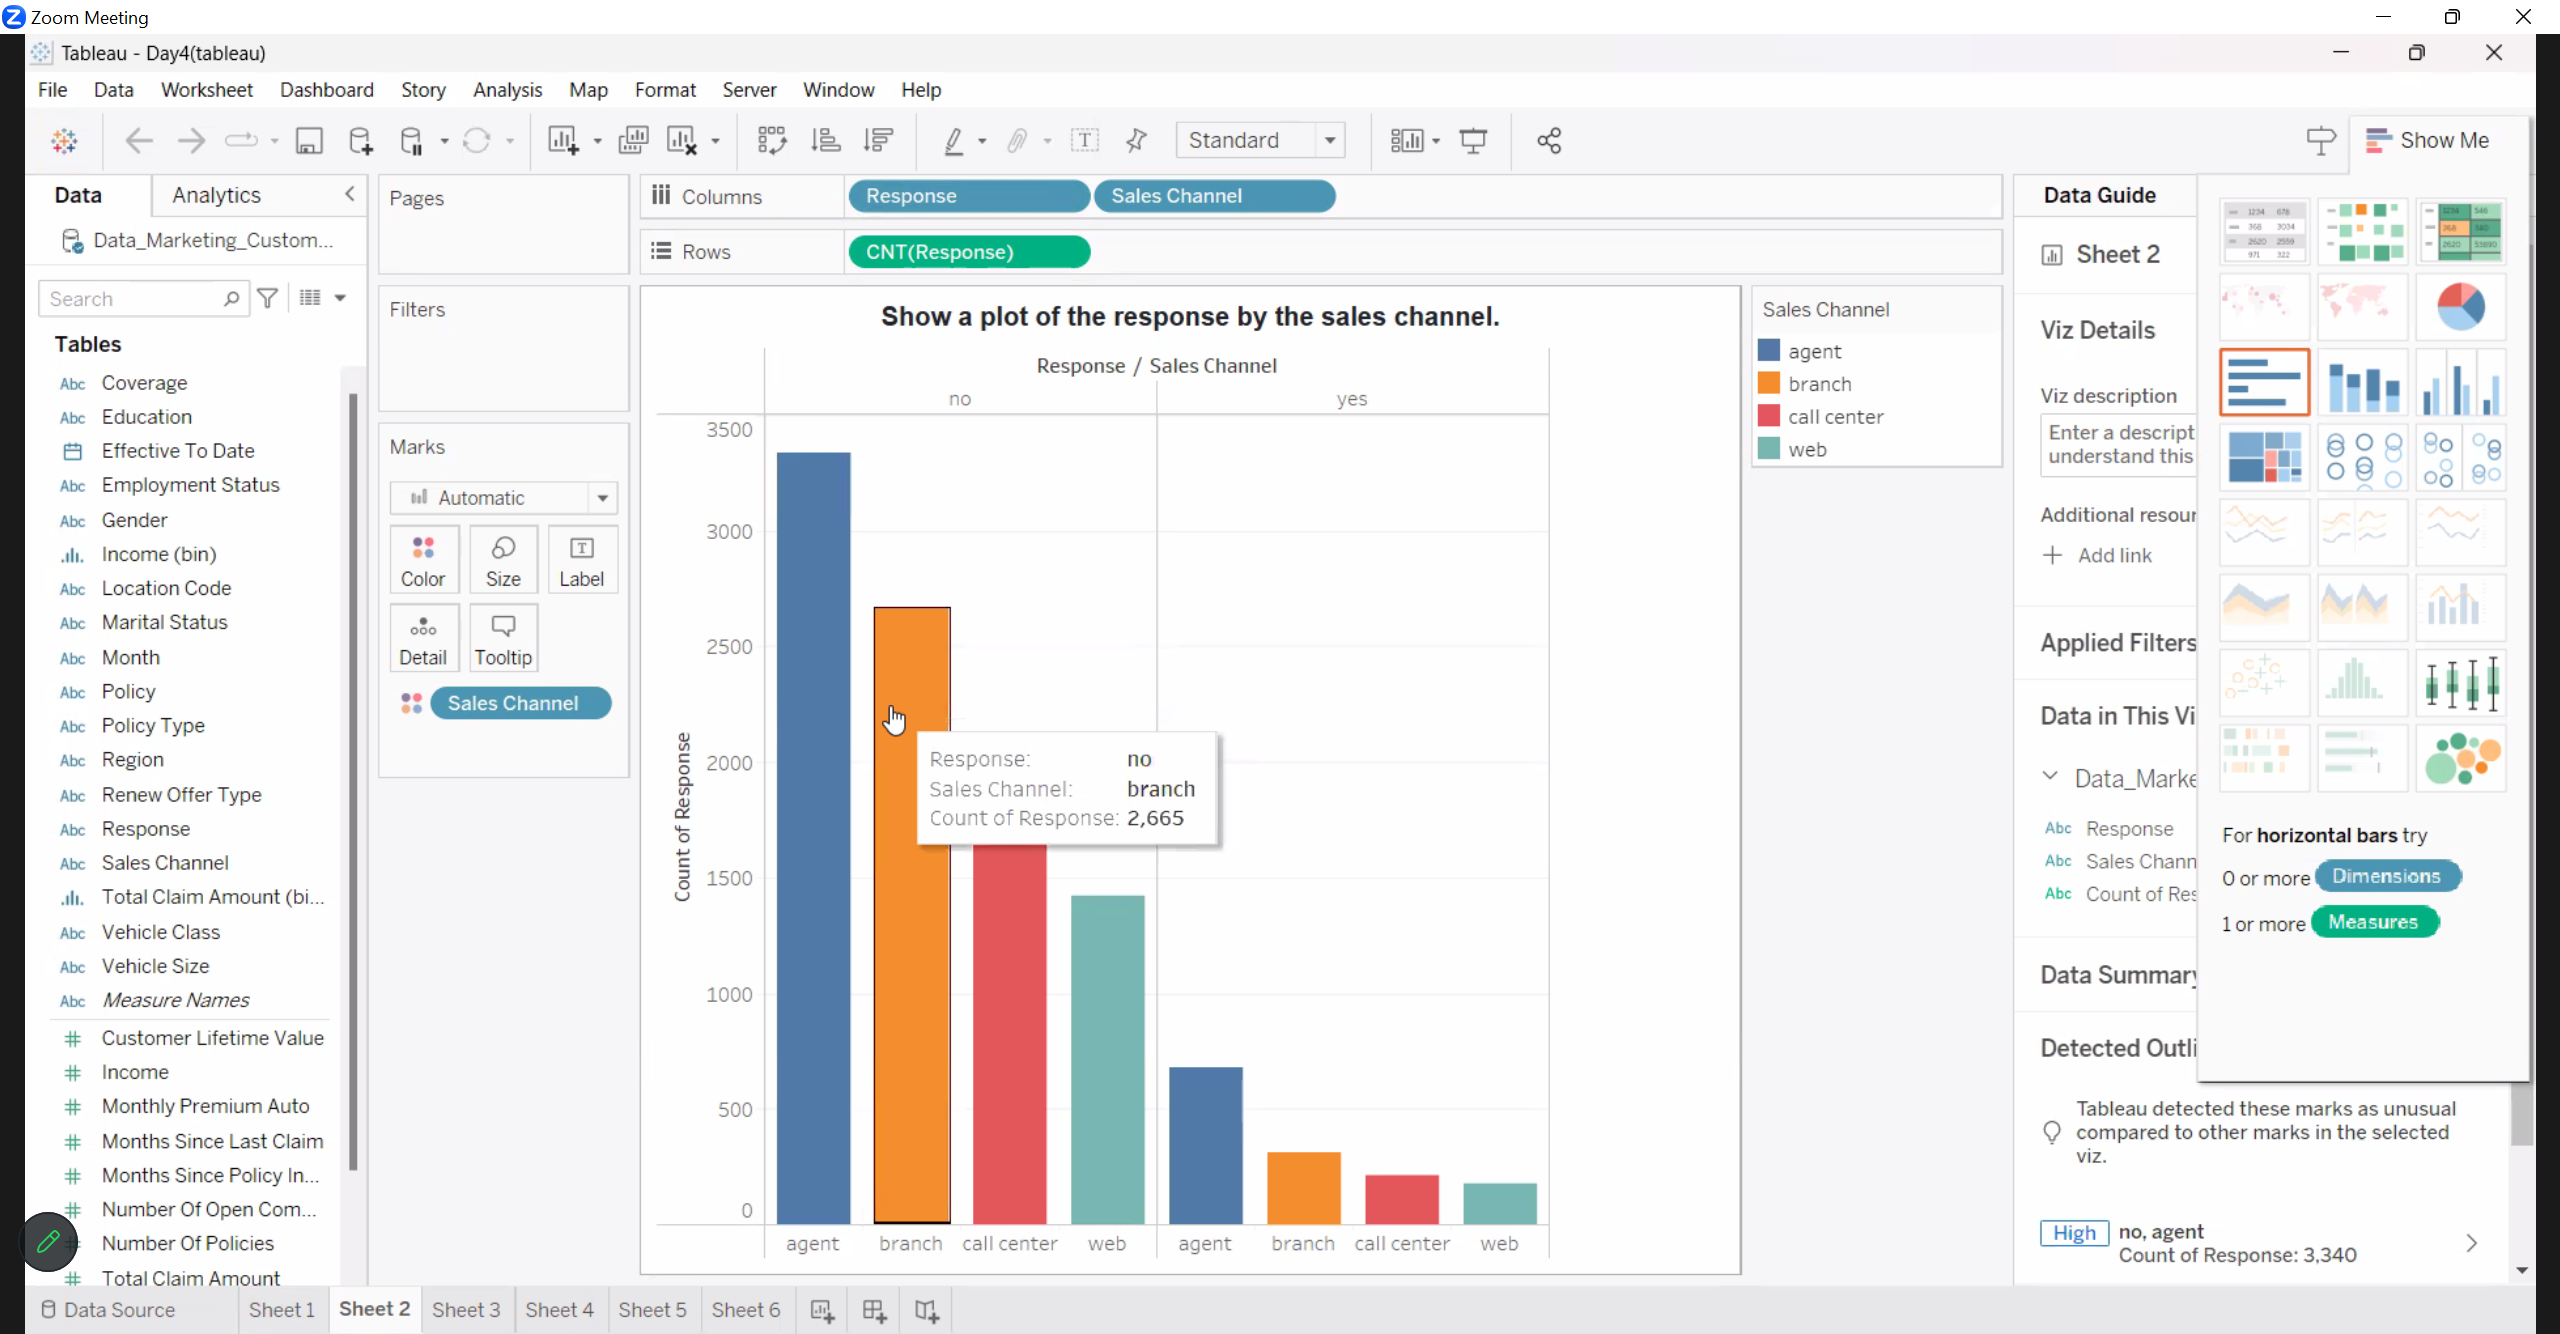 Zoom Meeting
Tableau - Day4(tableau)
File Data Worksheet Dashboard Story Analysis Map Format Server Window Help
Standard
Show Me
Data Analytics
Data_Marketing_Custom...
Search
Tables
Abc Coverage
Abc Education
Effective To Date
Abc Employment Status
Abc Gender
Income (bin)
Abc Location Code
Abc Marital Status
Abc Month
Abc Policy
Abc Policy Type
Abc Region
Abc Renew Offer Type
Abc Response
Abc Sales Channel
Total Claim Amount (bi...
Abc Vehicle Class
Abc Vehicle Size
Abc Measure Names
# Customer Lifetime Value
# Income
# Monthly Premium Auto
# Months Since Last Claim
# Months Since Policy In...
# Number Of Open Com...
# Number Of Policies
# Total Claim Amount
Pages
Filters
Marks
Automatic
Color Size Label
Detail Tooltip
Sales Channel
Columns Response Sales Channel
Rows CNT(Response)
Show a plot of the response by the sales channel.
Response / Sales Channel
no yes
Count of Response
3500
3000
2500
2000
1500
1000
500
0
Response: no
Sales Channel: branch
Count of Response: 2,665
agent branch call center web agent branch call center web
Sales Channel
agent
branch
call center
web
Data Guide
Sheet 2
Viz Details
Viz description
Enter a descript
understand this
Additional resour
Add link
Applied Filters
Data in This Vi
Data_Marke
Abc Response
Abc Sales Chann
Abc Count of Res
Data Summary
Detected Outli
Tableau detected these marks as unusual
compared to other marks in the selected
viz.
High no, agent
Count of Response: 3,340
For horizontal bars try
0 or more Dimensions
1 or more Measures
Data Source Sheet 1 Sheet 2 Sheet 3 Sheet 4 Sheet 5 Sheet 6